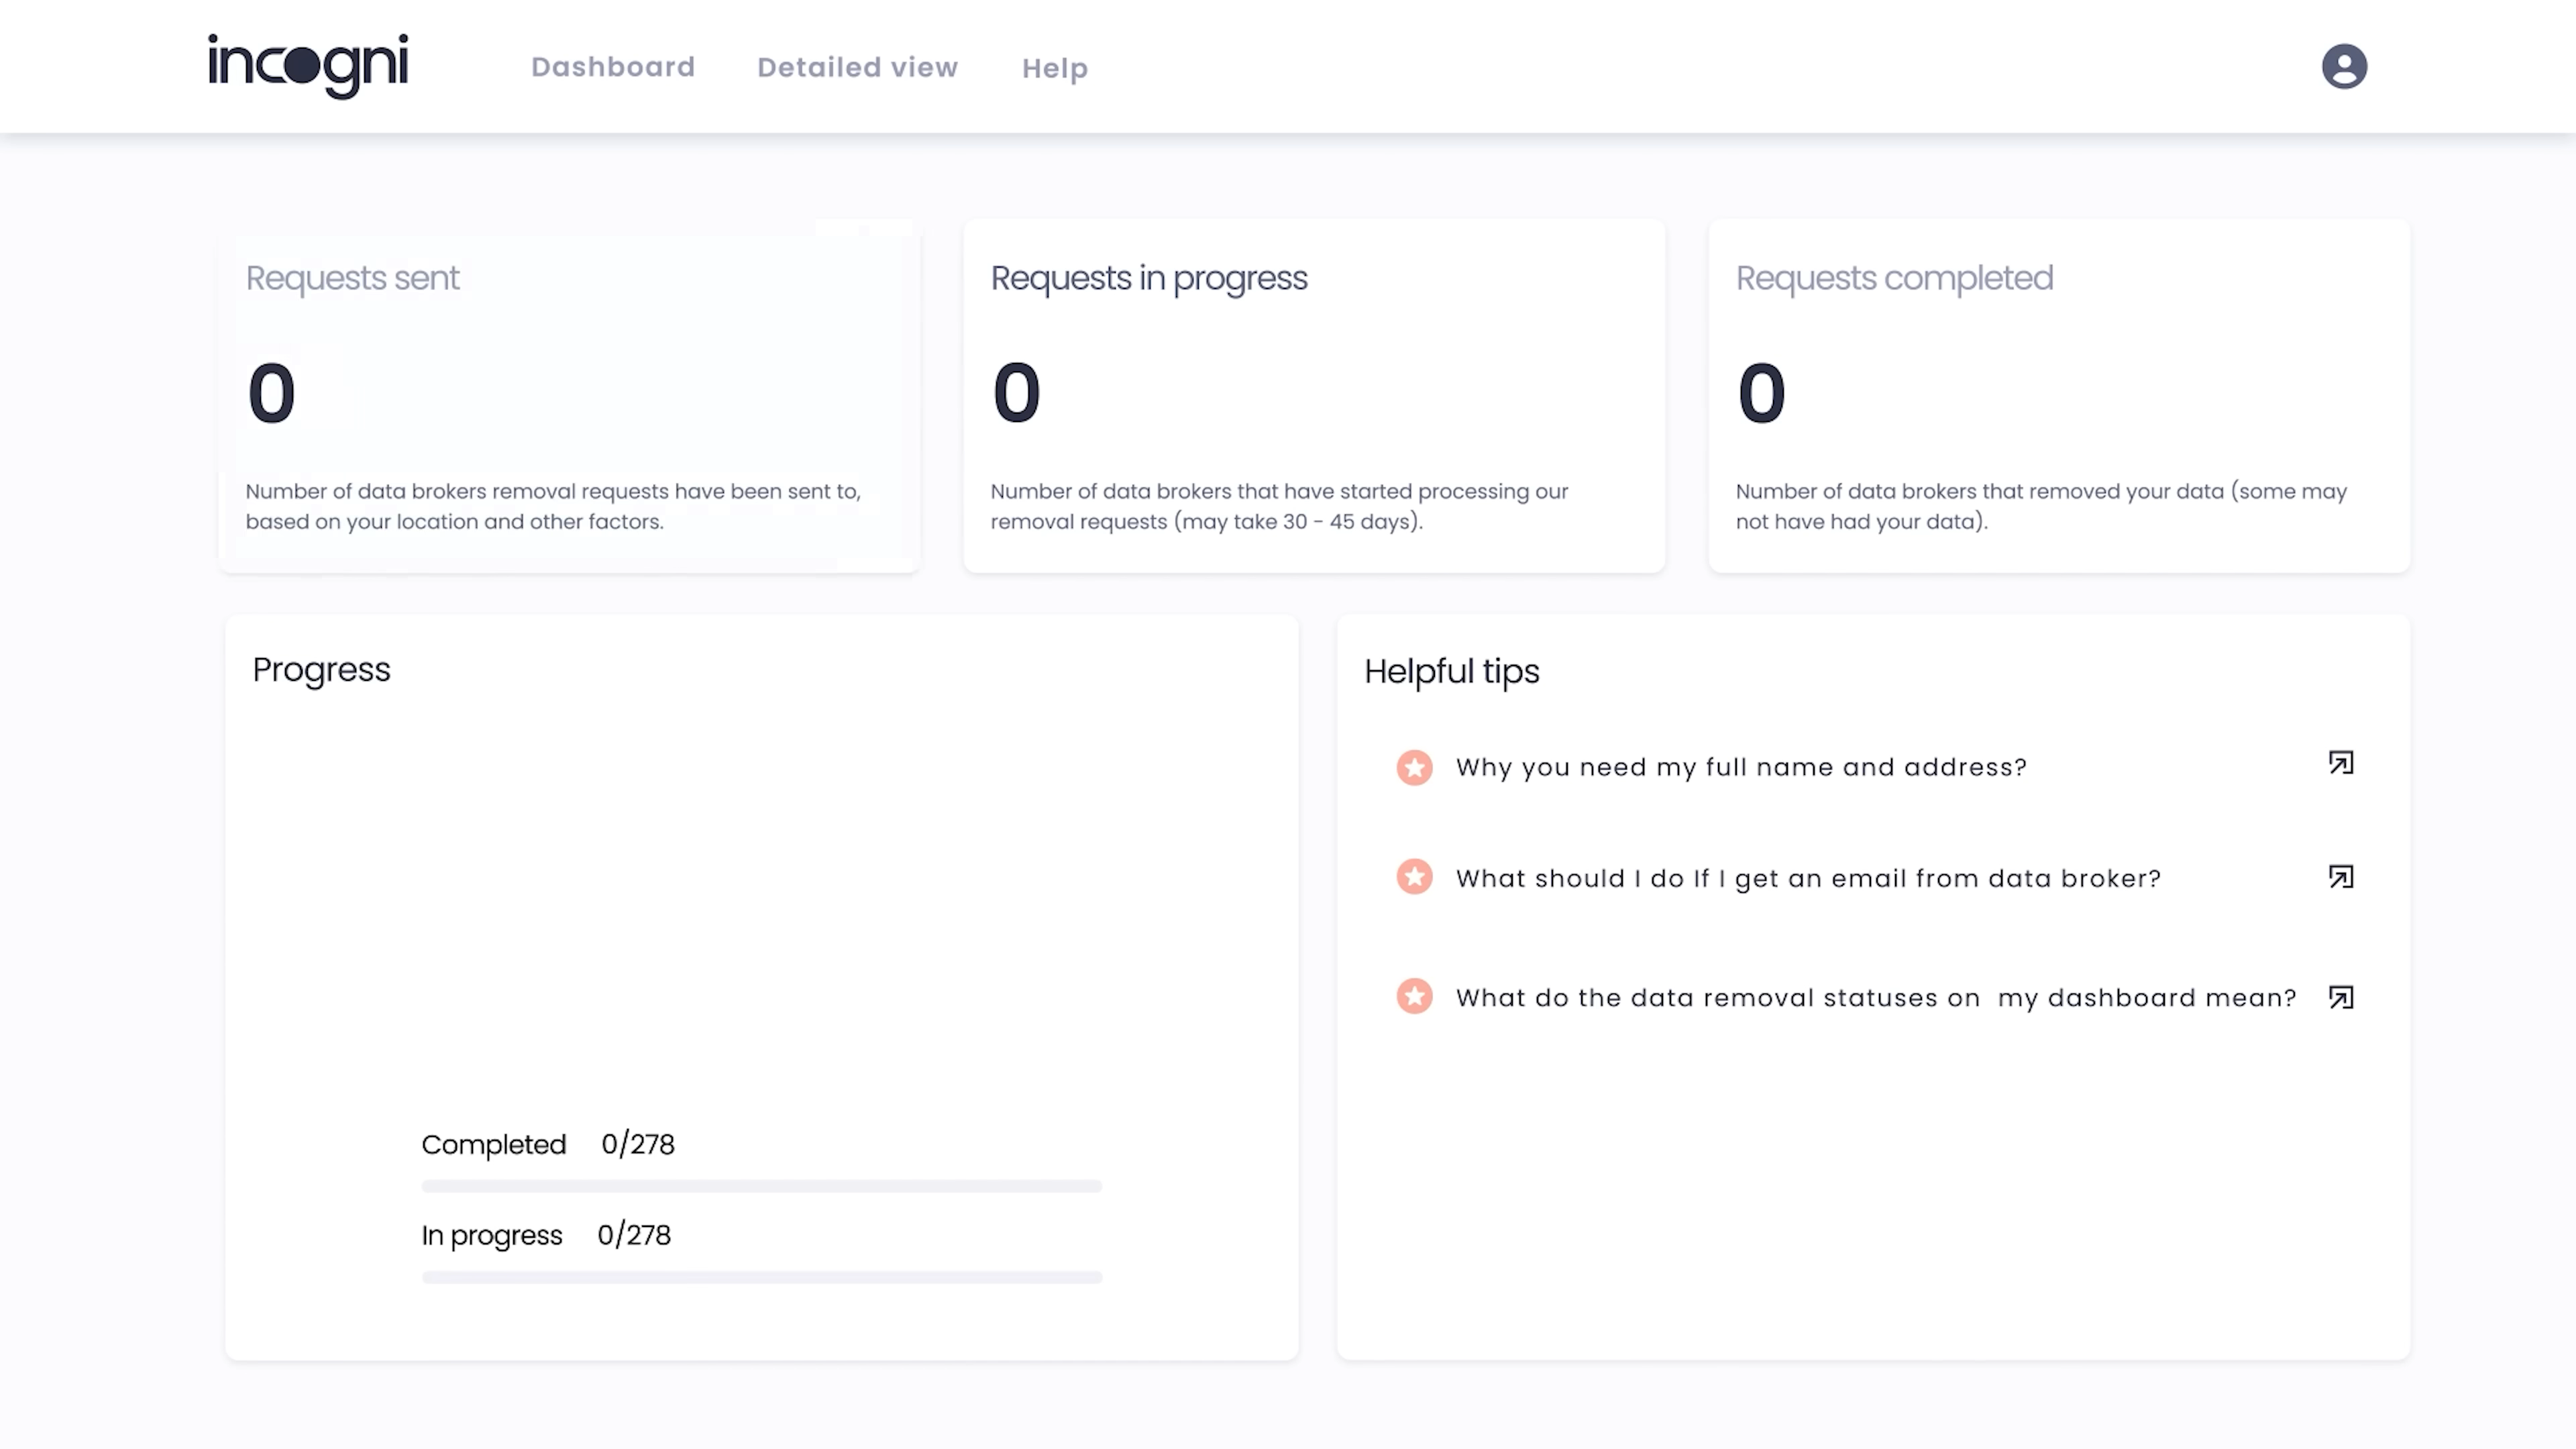 incogni
Dashboard
Detailed view
Help
Requests sent
0
Number of data brokers removal requests have been sent to,
based on your location and other factors.
Requests in progress
0
Number of data brokers that have started processing our
removal requests (may take 30 - 45 days).
Requests completed
0
Number of data brokers that removed your data (some may
not have had your data).
Progress
Completed 0/278
In progress 0/278
Helpful tips
Why you need my full name and address?
What should I do If I get an email from data broker?
What do the data removal statuses on  my dashboard mean?